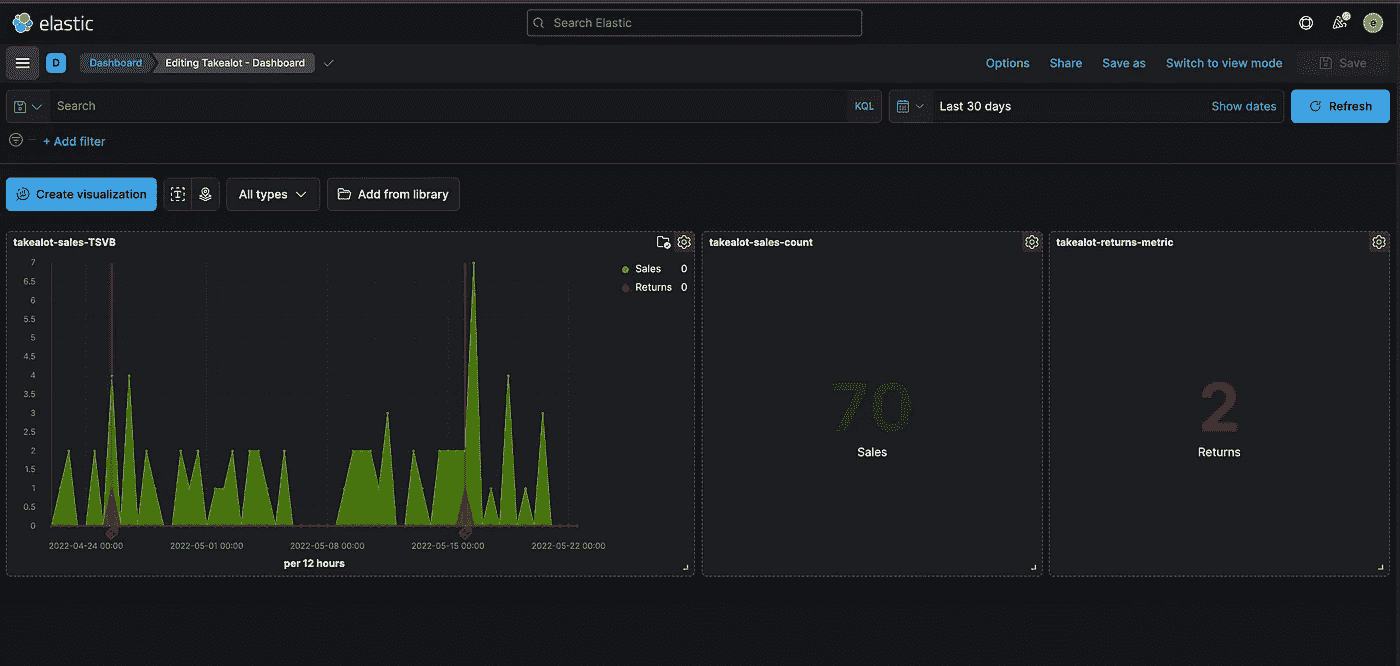 elastic
Search Elastic
e
D
Dashboard
Editing Takealot - Dashboard
Options
Share
Save as
Switch to view mode
Save
Search
KQL
Last 30 days
Show dates
Refresh
+ Add filter
Create visualization
T
All types
Add from library
takealot-sales-TSVB
7
6.5
6
5.5
5
4.5
4
3.5
3
2.5
2
1.5
1
0.5
0
2022-04-24 00:00
2022-05-01 00:00
2022-05-08 00:00
2022-05-15 00:00
2022-05-22 00:00
per 12 hours
Sales 0
Returns 0
takealot-sales-count
70
Sales
takealot-returns-metric
2
Returns